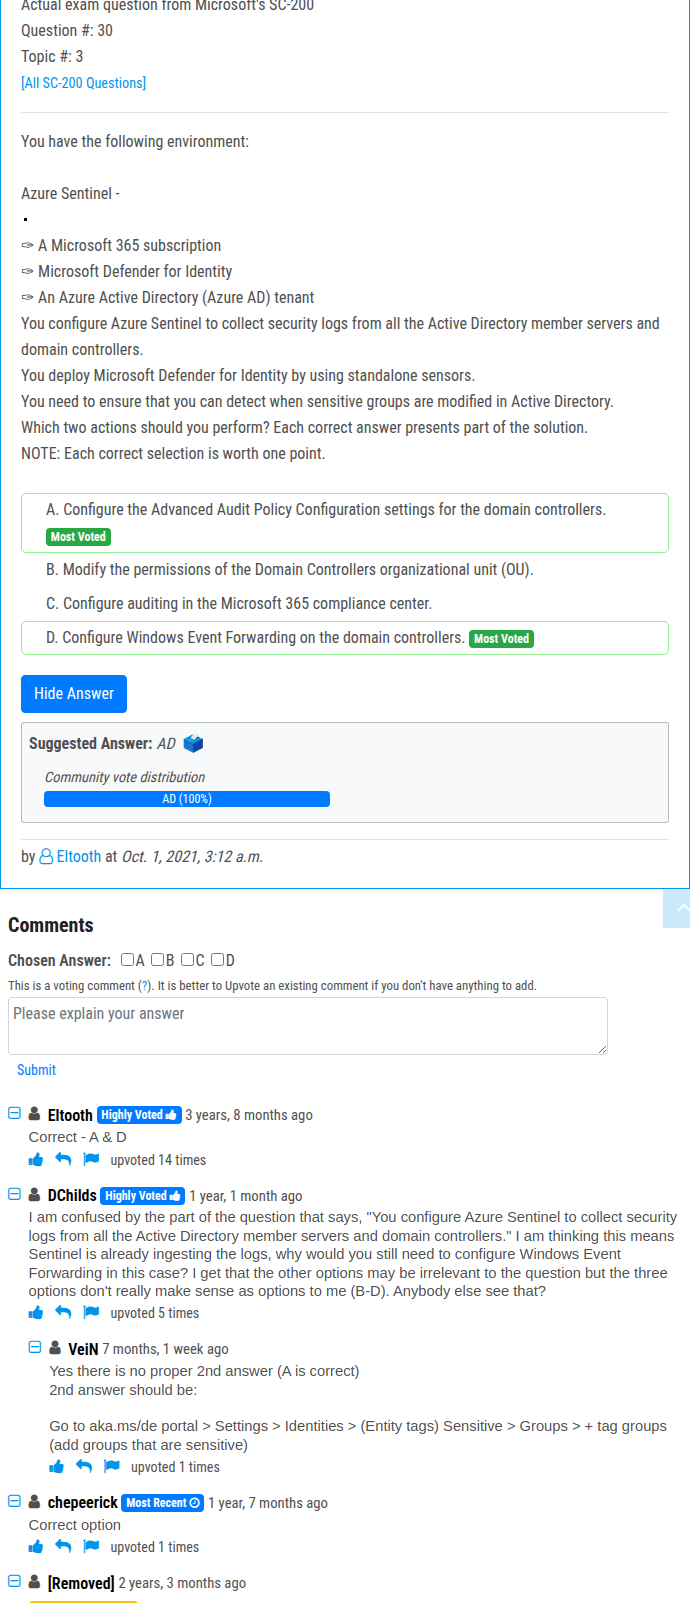 Actual exam question from Microsoft's SC-200
Question #: 30
Topic #: 3
[All SC-200 Questions]
You have the following environment:
Azure Sentinel -
✑ A Microsoft 365 subscription
✑ Microsoft Defender for Identity
✑ An Azure Active Directory (Azure AD) tenant
You configure Azure Sentinel to collect security logs from all the Active Directory member servers and
domain controllers.
You deploy Microsoft Defender for Identity by using standalone sensors.
You need to ensure that you can detect when sensitive groups are modified in Active Directory.
Which two actions should you perform? Each correct answer presents part of the solution.
NOTE: Each correct selection is worth one point.
A. Configure the Advanced Audit Policy Configuration settings for the domain controllers.
Most Voted
B. Modify the permissions of the Domain Controllers organizational unit (OU).
C. Configure auditing in the Microsoft 365 compliance center.
D. Configure Windows Event Forwarding on the domain controllers. Most Voted
Hide Answer
Suggested Answer: AD
Community vote distribution
AD (100%)
by Eltooth at Oct. 1, 2021, 3:12 a.m.
Comments
Chosen Answer: A B C D
This is a voting comment (?). It is better to Upvote an existing comment if you don't have anything to add.
Please explain your answer
Submit
Eltooth Highly Voted 3 years, 8 months ago
Correct - A & D
upvoted 14 times
DChilds Highly Voted 1 year, 1 month ago
I am confused by the part of the question that says, "You configure Azure Sentinel to collect security
logs from all the Active Directory member servers and domain controllers." I am thinking this means
Sentinel is already ingesting the logs, why would you still need to configure Windows Event
Forwarding in this case? I get that the other options may be irrelevant to the question but the three
options don't really make sense as options to me (B-D). Anybody else see that?
upvoted 5 times
VeiN 7 months, 1 week ago
Yes there is no proper 2nd answer (A is correct)
2nd answer should be:
Go to aka.ms/de portal > Settings > Identities > (Entity tags) Sensitive > Groups > + tag groups
(add groups that are sensitive)
upvoted 1 times
chepeerick Most Recent 1 year, 7 months ago
Correct option
upvoted 1 times
[Removed] 2 years, 3 months ago